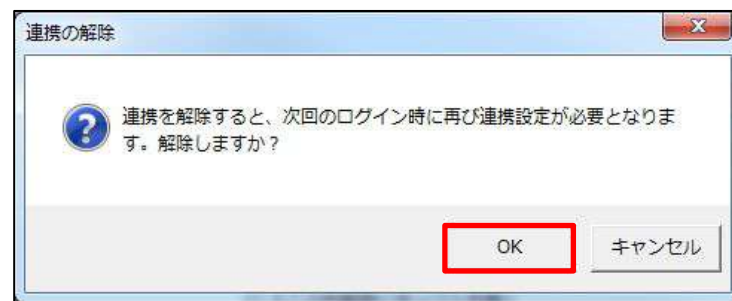 連携の解除
連携を解除すると、次回のログイン時に再び連携設定が必要となりま
す。解除しますか？
OK
キャンセル